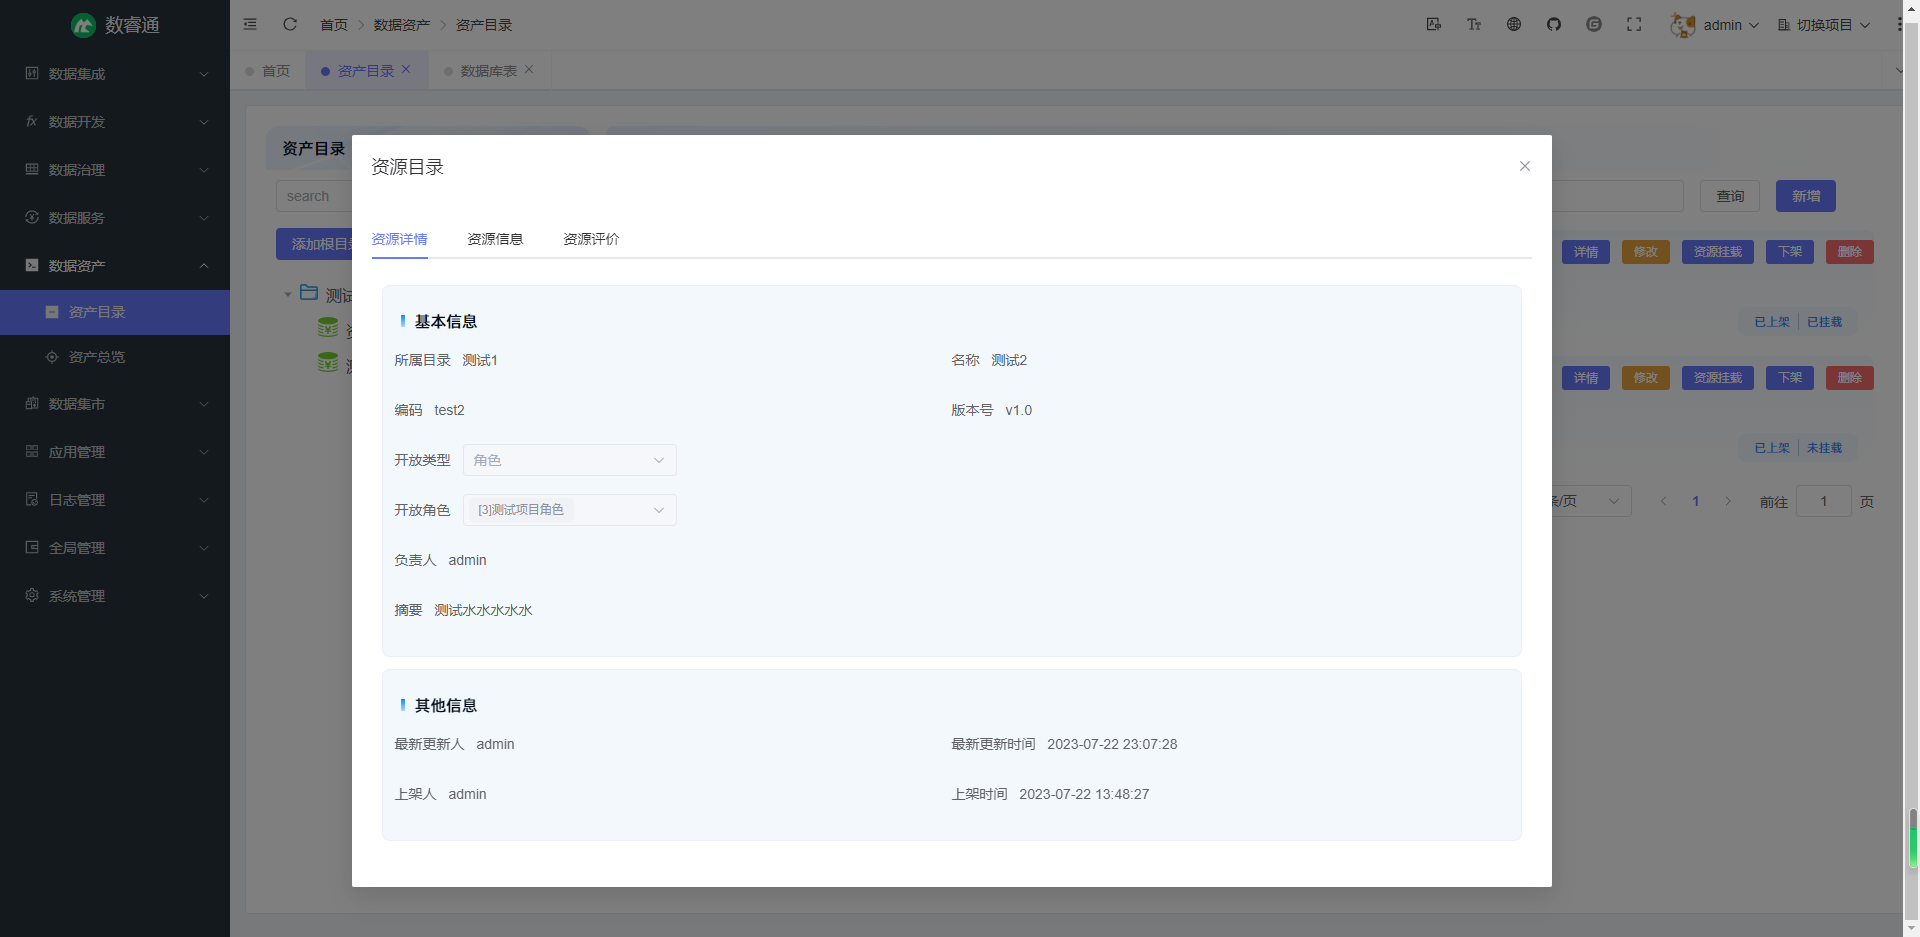 数睿通
数据集成
数据开发
数据治理
数据服务
数据资产
资产目录
资产总览
数据集市
应用管理
日志管理
全局管理
系统管理
首页 数据资产 资产目录
admin 切换项目
首页 资产目录 数据库表
资产目录
search
查询 新增
添加根目
测试
详情 修改 资源挂载 下架 删除
已上架 已挂载
详情 修改 资源挂载 下架 删除
已上架 未挂载
条/页 1 前往 1 页
资源目录
资源详情 资源信息 资源评价
基本信息
所属目录 测试1 名称 测试2
编码 test2 版本号 v1.0
开放类型 角色
开放角色 [3]测试项目角色
负责人 admin
摘要 测试水水水水水
其他信息
最新更新人 admin 最新更新时间 2023-07-22 23:07:28
上架人 admin 上架时间 2023-07-22 13:48:27